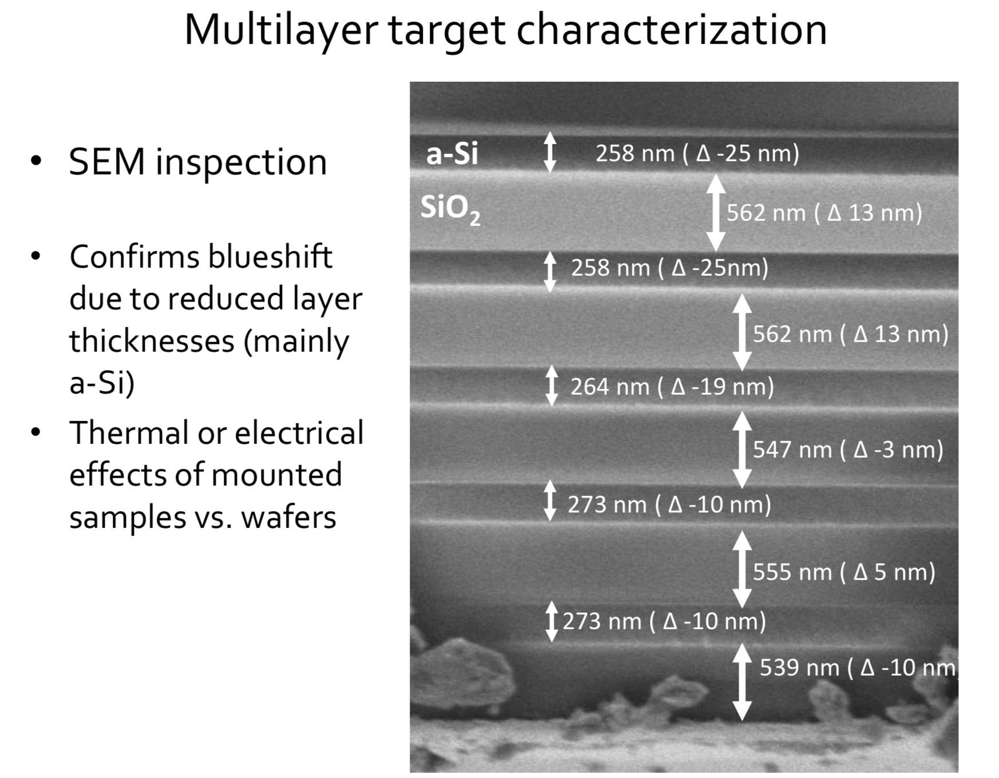 Multilayer target characterization
• SEM inspection
• Confirms blueshift
due to reduced layer
thicknesses (mainly
a-Si)
• Thermal or electrical
effects of mounted
samples vs. wafers
a-Si
258 nm ( Δ -25 nm)
SiO₂
562 nm ( Δ 13 nm)
258 nm ( Δ -25nm)
562 nm ( Δ 13 nm)
264 nm ( Δ -19 nm)
547 nm ( Δ -3 nm)
273 nm ( Δ -10 nm)
555 nm ( Δ 5 nm)
273 nm ( Δ -10 nm)
539 nm ( Δ -10 nm)